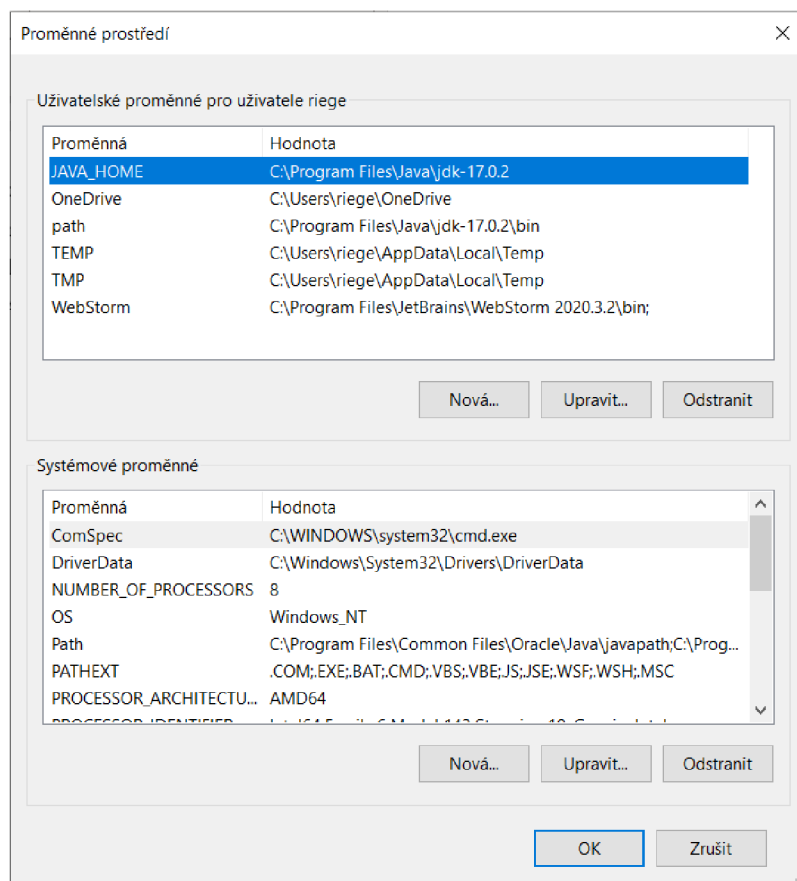 Proměnné prostředí
Uživatelské proměnné pro uživatele riege
Proměnná Hodnota
JAVA_HOME C:\Program Files\Java\jdk-17.0.2
OneDrive C:\Users\riege\OneDrive
path C:\Program Files\Java\jdk-17.0.2\bin
TEMP C:\Users\riege\AppData\Local\Temp
TMP C:\Users\riege\AppData\Local\Temp
WebStorm C:\Program Files\JetBrains\WebStorm 2020.3.2\bin;
Nová... Upravit... Odstranit
Systémové proměnné
Proměnná Hodnota
ComSpec C:\WINDOWS\system32\cmd.exe
DriverData C:\Windows\System32\Drivers\DriverData
NUMBER_OF_PROCESSORS 8
OS Windows_NT
Path C:\Program Files\Common Files\Oracle\Java\javapath;C:\Prog...
PATHEXT .COM;.EXE;.BAT;.CMD;.VBS;.VBE;.JS;.JSE;.WSF;.WSH;.MSC
PROCESSOR_ARCHITECTU... AMD64
Nová... Upravit... Odstranit
OK Zrušit